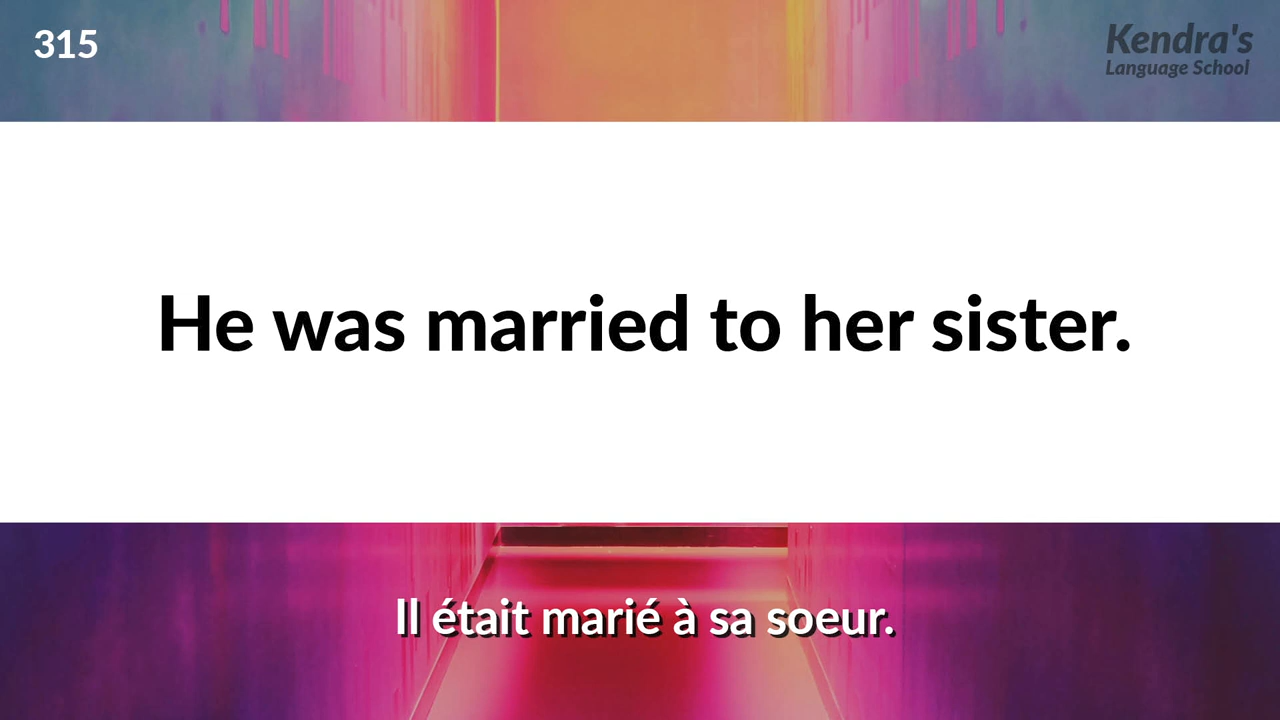 315
Kendra's
Language School
He was married to her sister.
Il était marié à sa soeur.